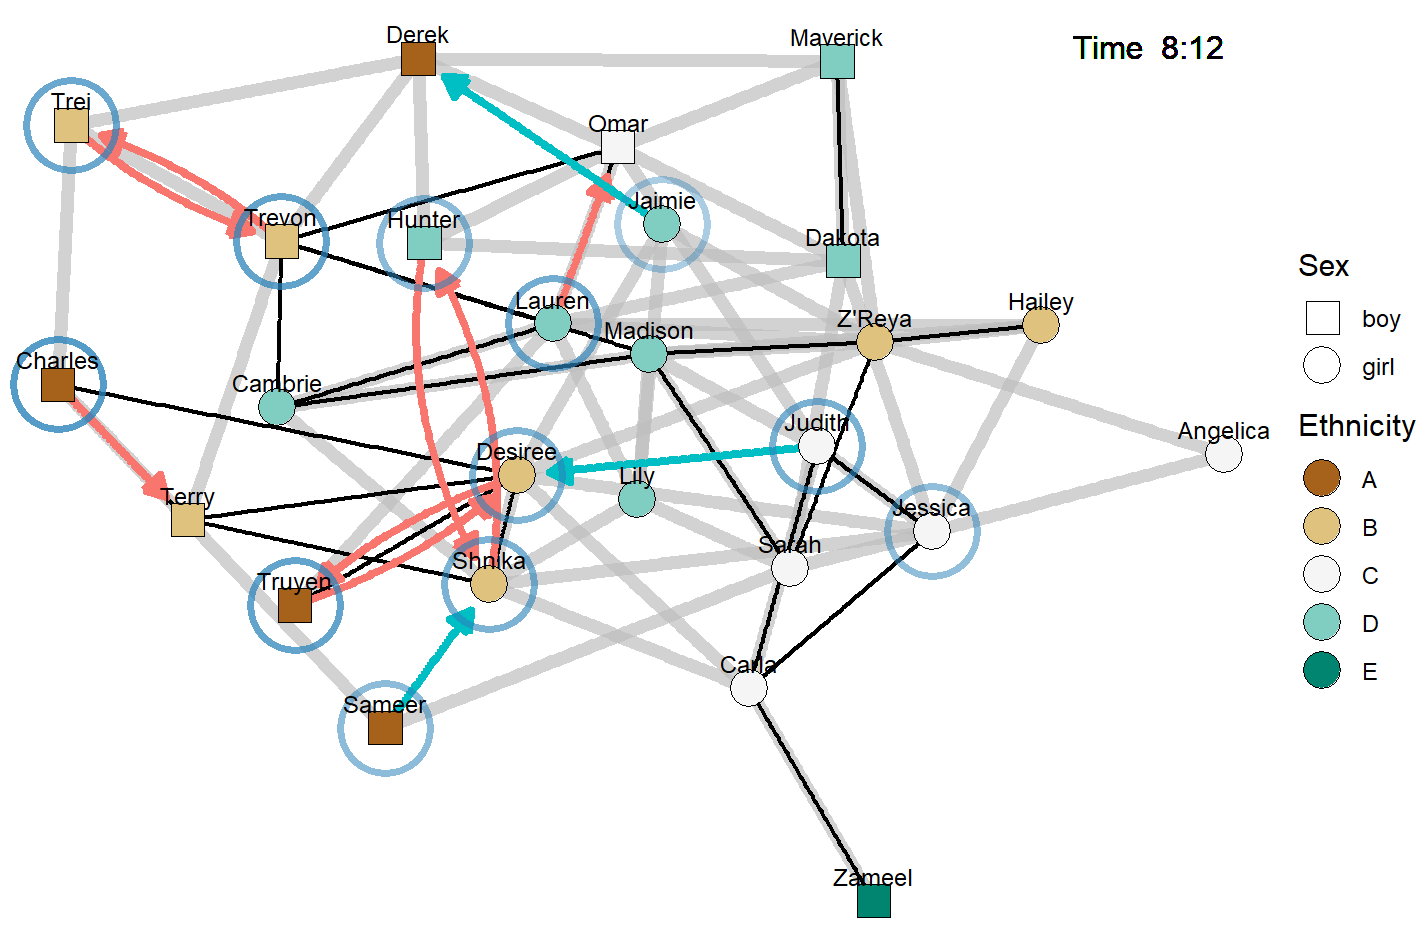 Derek
Maverick
Time 8:12
Trei
Omar
Jaimie
Trevon
Hunter
Dakota
Sex
Lauren
Hailey
boy
Madison
Z'Reya
Charles
girl
Cambrie
Judith
Angelica
Ethnicity
Desiree
Lily
A
Terry
Jessica
B
Sarah
Shnika
Truyen
C
D
Carla
E
Sameer
Zameel